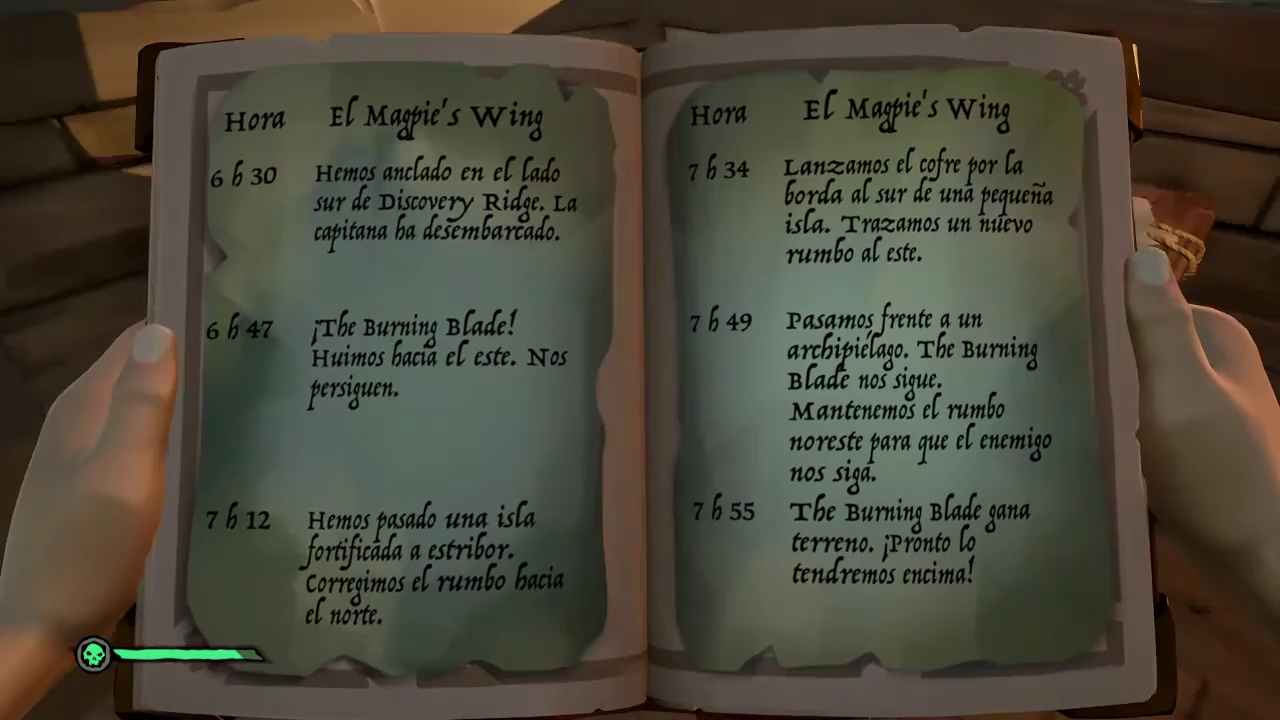 Hora El Magpie's Wing
6 h 30 Hemos anclado en el lado
sur de Discovery Ridge. La
capitana ha desembarcado.
6 h 47 ¡The Burning Blade!
Huimos hacia el este. Nos
persiguen.
7 h 12 Hemos pasado una isla
fortificada a estribor.
Corregimos el rumbo hacia
el norte.
Hora El Magpie's Wing
7 h 34 Lanzamos el cofre por la
borda al sur de una pequeña
isla. Trazamos un nuevo
rumbo al este.
7 h 49 Pasamos frente a un
archipiélago. The Burning
Blade nos sigue.
Mantenemos el rumbo
noreste para que el enemigo
nos siga.
7 h 55 The Burning Blade gana
terreno. ¡Pronto lo
tendremos encima!